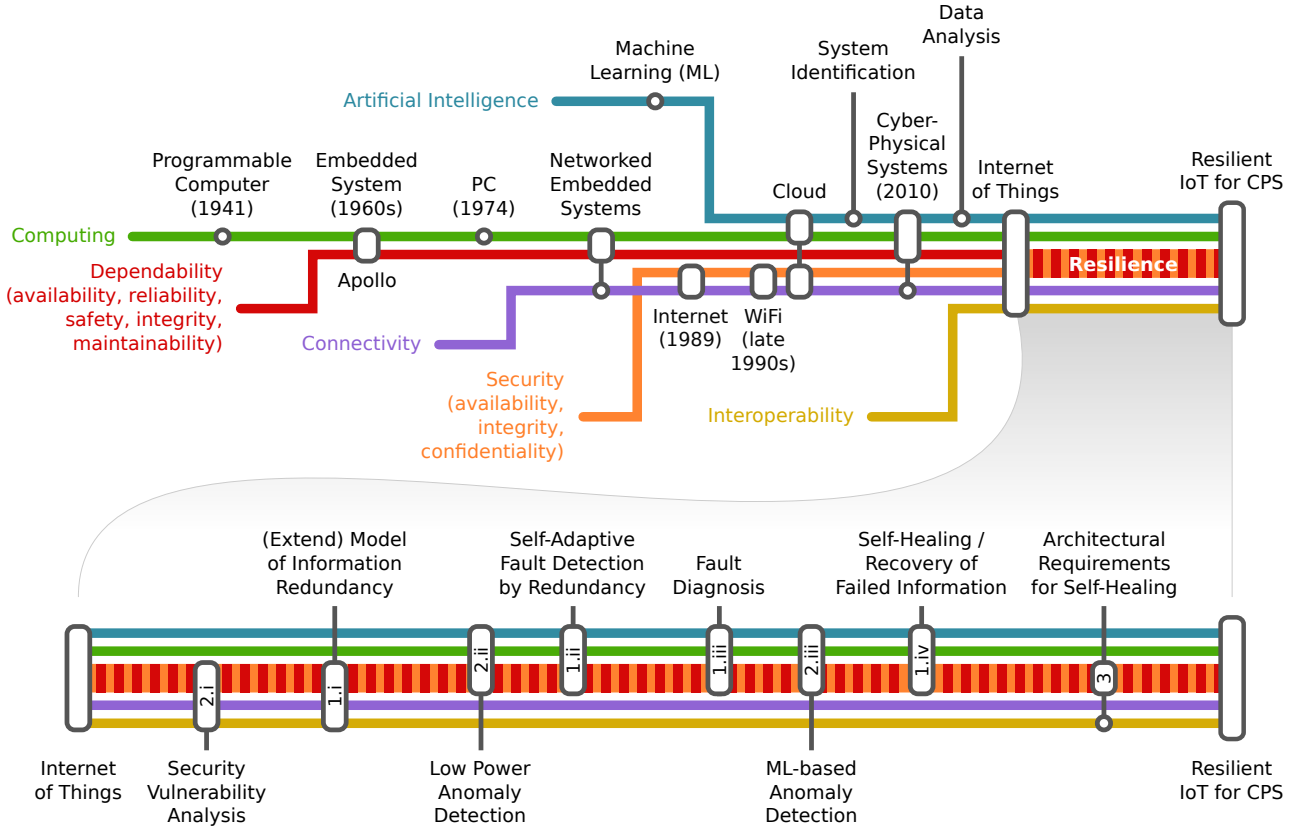 Data
Analysis
Machine
Learning (ML)
System
Identification
Artificial Intelligence
Cyber-
Physical
Systems
(2010)
Programmable
Computer
(1941)
Embedded
System
(1960s)
PC
(1974)
Networked
Embedded
Systems
Cloud
Internet
of Things
Resilient
IoT for CPS
Computing
Dependability
(availability, reliability,
safety, integrity,
maintainability)
Apollo
Resilience
Connectivity
Internet
(1989)
WiFi
(late
1990s)
Security
(availability,
integrity,
confidentiality)
Interoperability
(Extend) Model
of Information
Redundancy
Self-Adaptive
Fault Detection
by Redundancy
Fault
Diagnosis
Self-Healing /
Recovery of
Failed Information
Architectural
Requirements
for Self-Healing
2.i
1.i
2.ii
1.ii
1.iii
2.iii
1.iv
3
Internet
of Things
Security
Vulnerability
Analysis
Low Power
Anomaly
Detection
ML-based
Anomaly
Detection
Resilient
IoT for CPS